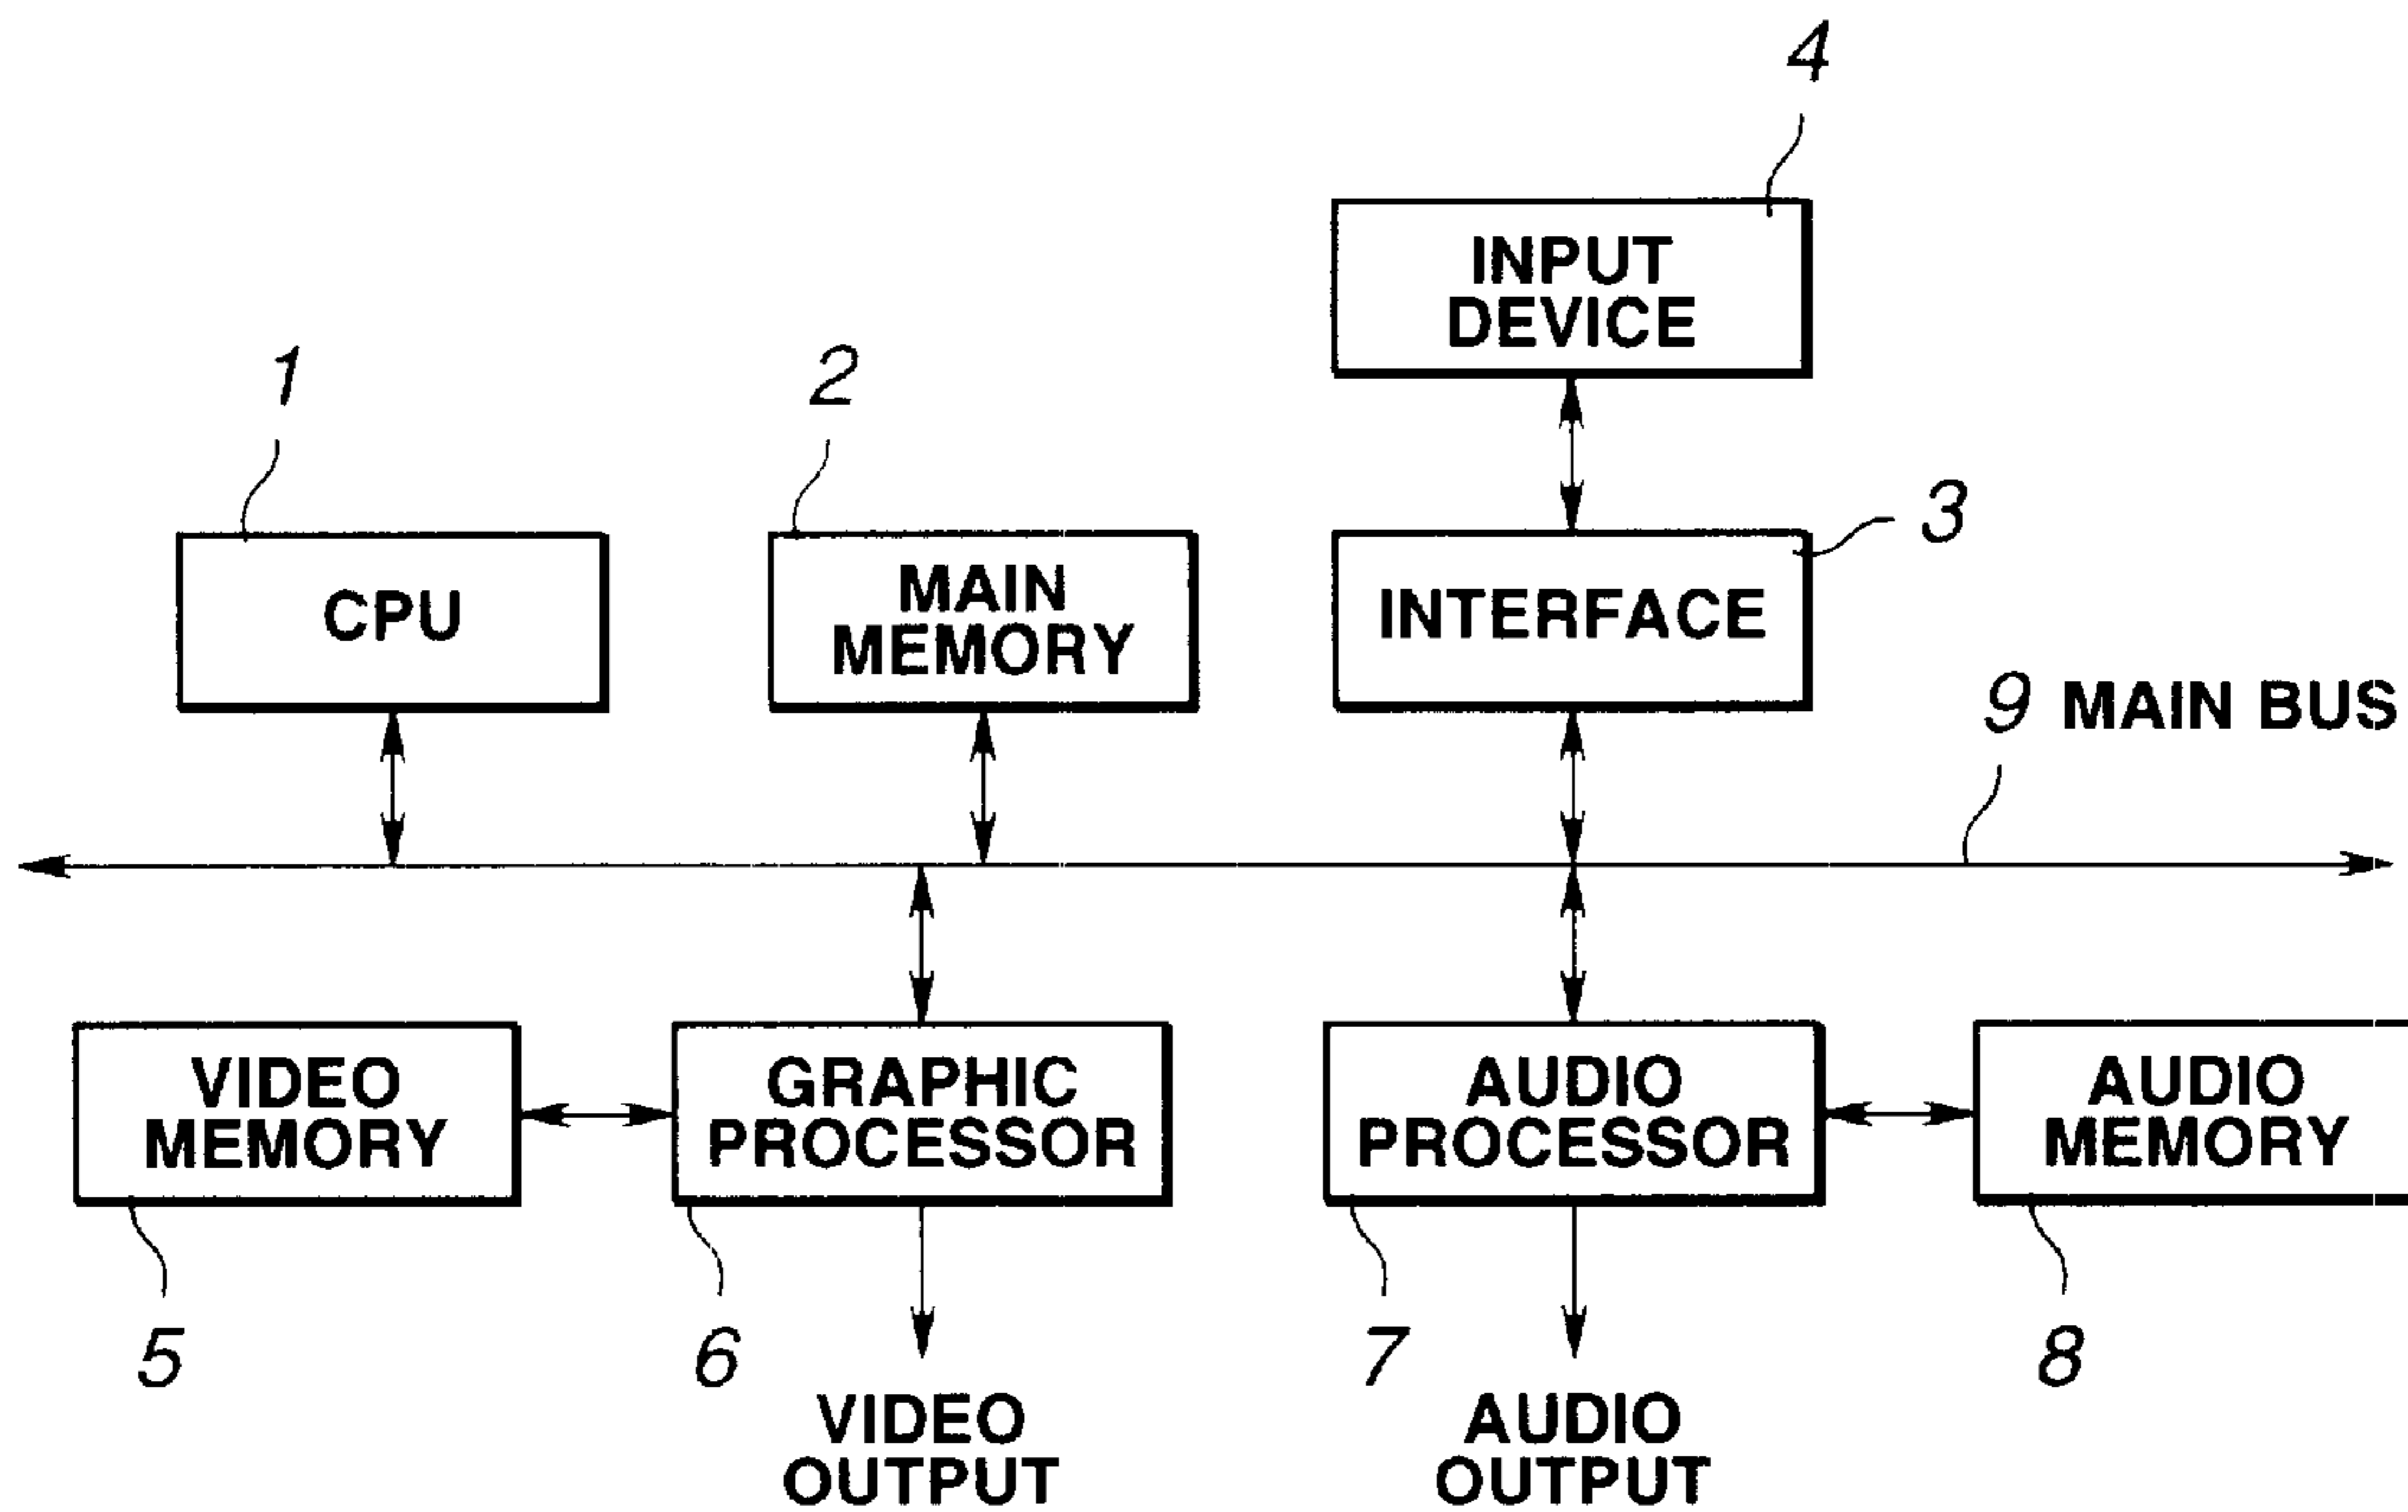 4
INPUT
DEVICE
1
2
3
CPU
MAIN
MEMORY
INTERFACE
9 MAIN BUS
VIDEO
MEMORY
GRAPHIC
PROCESSOR
AUDIO
PROCESSOR
AUDIO
MEMORY
5
6
7
8
VIDEO
OUTPUT
AUDIO
OUTPUT